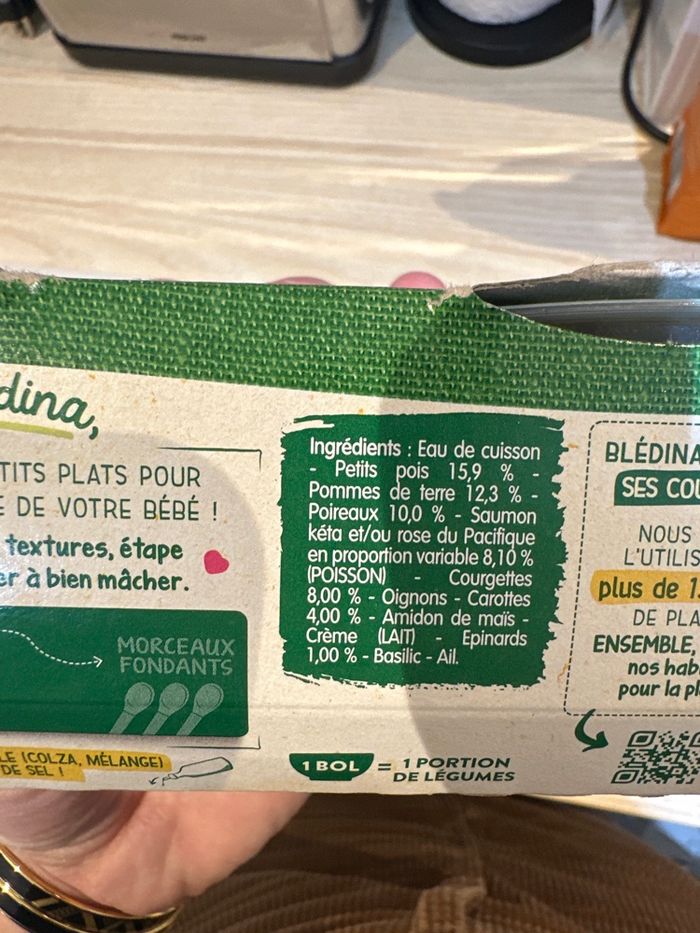 dina,
TITS PLATS POUR
E DE VOTRE BÉBÉ !
textures, étape
er à bien mâcher.
MORCEAUX
FONDANTS
LE (COLZA, MÉLANGE)
DE SEL !
Ingrédients : Eau de cuisson
- Petits pois 15,9 % -
Pommes de terre 12,3 % -
Poireaux 10,0 % - Saumon
kéta et/ou rose du Pacifique
en proportion variable 8,10 %
(POISSON) - Courgettes
8,00 % - Oignons - Carottes
4,00 % - Amidon de maïs -
Crème (LAIT) - Epinards
1,00 % - Basilic - Ail.
1 BOL = 1 PORTION
DE LÉGUMES
BLÉDINA
SES COU
NOUS
L'UTILIS
plus de 1.
DE PLA
ENSEMBLE,
nos hab
pour la pl